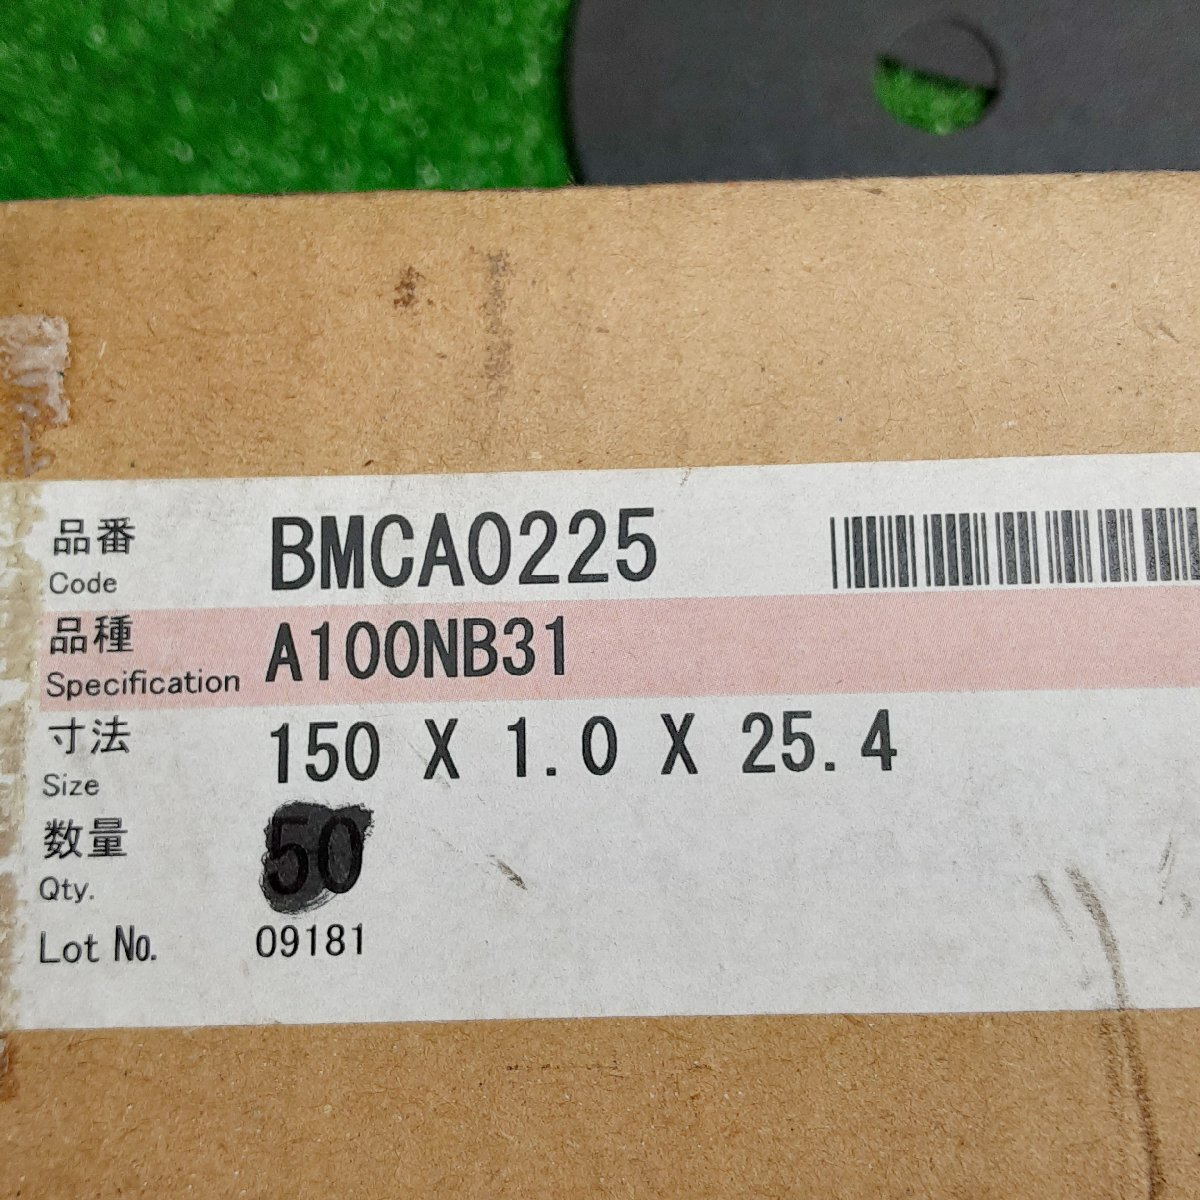 品番 BMCA0225
Code
品種 A100NB31
Specification
寸法 150 X 1.0 X 25.4
Size
数量 50
Qty.
Lot No. 09181